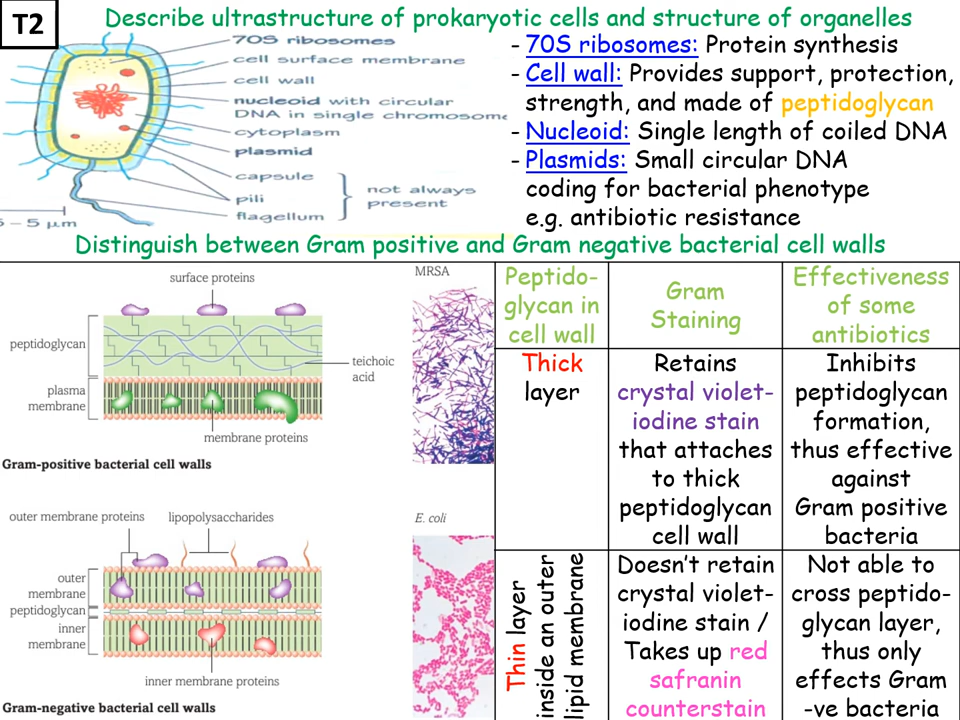 T2
Describe ultrastructure of prokaryotic cells and structure of organelles
70S ribosomes
cell surface membrane
cell wall
nucleoid with circular
DNA in single chromosome
cytoplasm
plasmid
capsule
pili
flagellum
not always
present
– 5 μm
- 70S ribosomes: Protein synthesis
- Cell wall: Provides support, protection,
strength, and made of peptidoglycan
- Nucleoid: Single length of coiled DNA
- Plasmids: Small circular DNA
coding for bacterial phenotype
e.g. antibiotic resistance
Distinguish between Gram positive and Gram negative bacterial cell walls
surface proteins
peptidoglycan
teichoic
acid
plasma
membrane
membrane proteins
Gram-positive bacterial cell walls
MRSA
outer membrane proteins
lipopolysaccharides
outer
membrane
peptidoglycan
inner
membrane
inner membrane proteins
Gram-negative bacterial cell walls
E. coli
Peptido-
glycan in
cell wall
Gram
Staining
Effectiveness
of some
antibiotics
Thick
layer
Retains
crystal violet-
iodine stain
that attaches
to thick
peptidoglycan
cell wall
Inhibits
peptidoglycan
formation,
thus effective
against
Gram positive
bacteria
Thin layer
inside an outer
lipid membrane
Doesn't retain
crystal violet-
iodine stain /
Takes up red
safranin
counterstain
Not able to
cross peptido-
glycan layer,
thus only
effects Gram
-ve bacteria